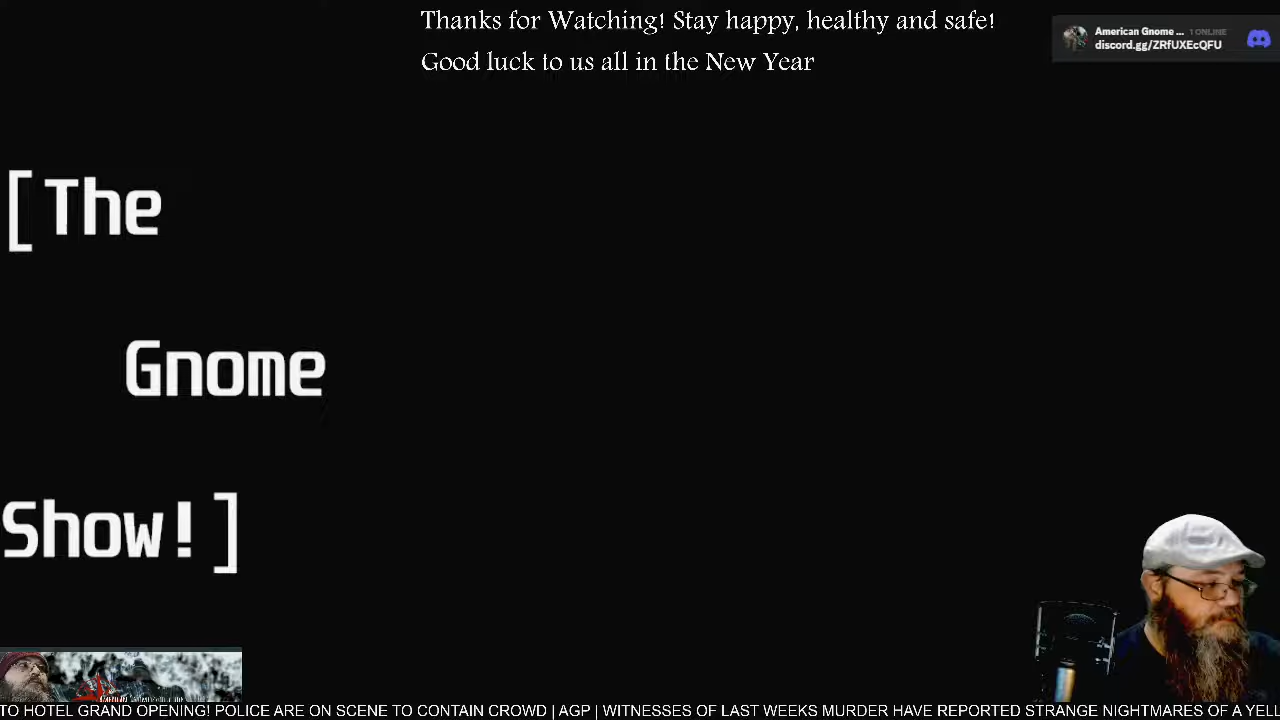 Thanks for Watching! Stay happy, healthy and safe!
Good luck to us all in the New Year
American Gnome ... 1 ONLINE
discord.gg/ZRfUXEcQFU
[The
Gnome
Show!]
TO HOTEL GRAND OPENING! POLICE ARE ON SCENE TO CONTAIN CROWD | AGP | WITNESSES OF LAST WEEKS MURDER HAVE REPORTED STRANGE NIGHTMARES OF A YELL